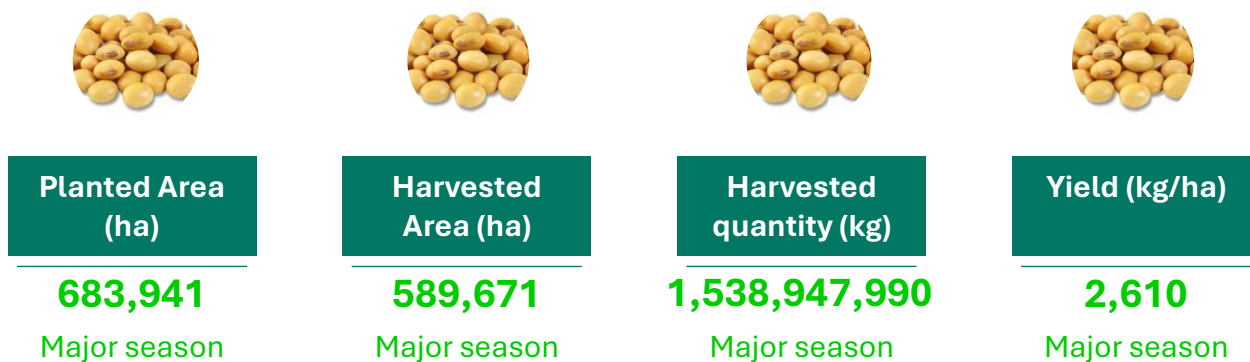 Planted Area
(ha)
683,941
Major season
Harvested
Area (ha)
589,671
Major season
Harvested
quantity (kg)
1,538,947,990
Major season
Yield (kg/ha)
2,610
Major season